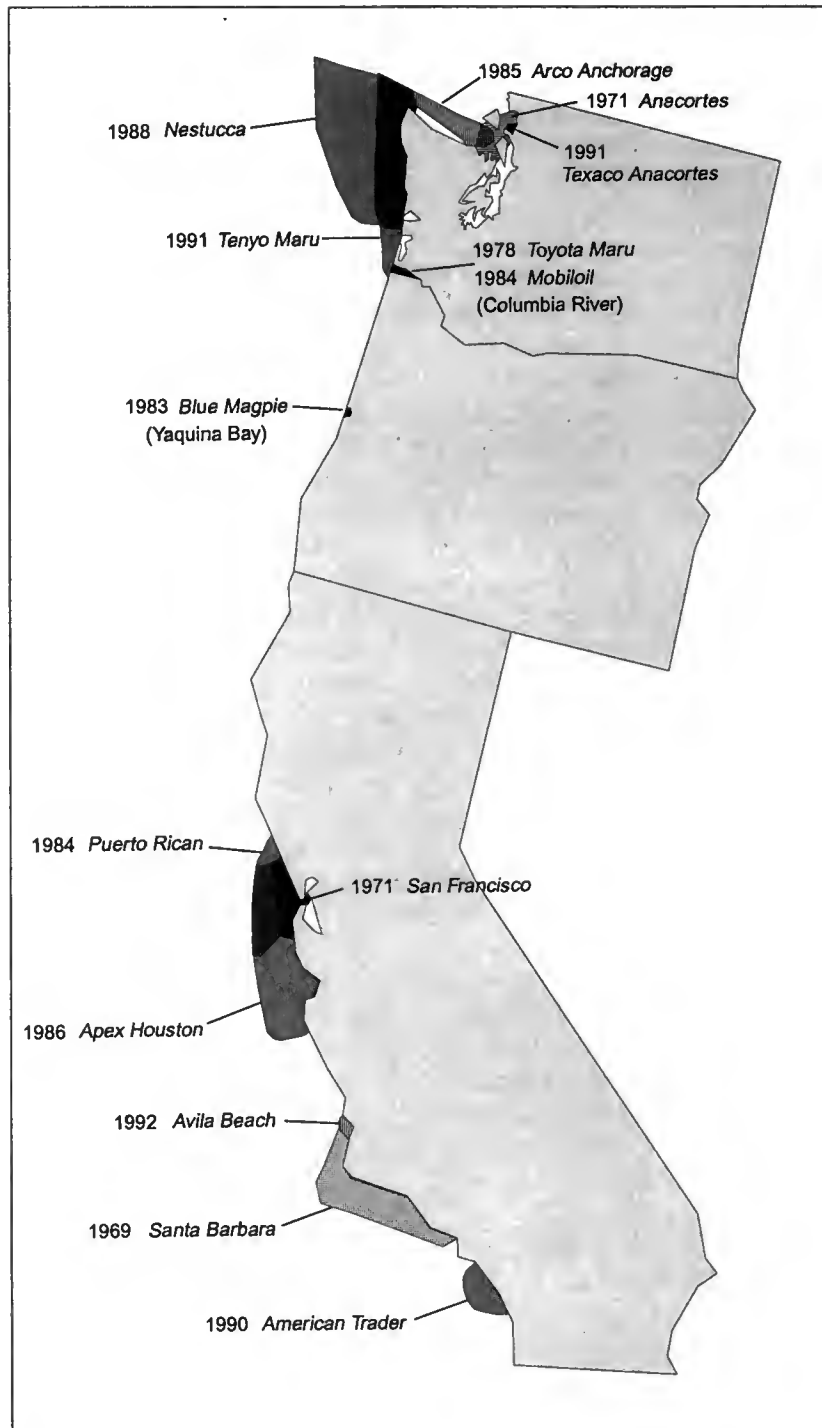 1985 Arco Anchorage
1971 Anacortes
1988 Nestucca
1991
Texaco Anacortes
1991 Tenyo Maru
1978 Toyota Maru
1984 Mobiloil
(Columbia River)
1983 Blue Magpie
(Yaquina Bay)
1984 Puerto Rican
1971 San Francisco
1986 Apex Houston
1992 Avila Beach
1969 Santa Barbara
1990 American Trader